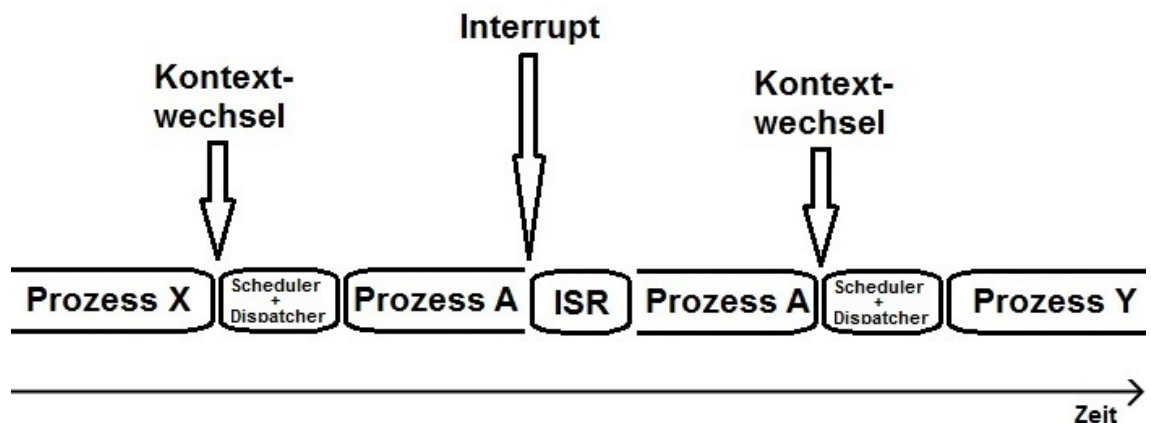 Interrupt
Kontext-
wechsel
Kontext-
wechsel
Prozess X
Scheduler
+
Dispatcher
Prozess A
ISR
Prozess A
Scheduler
+
Dispatcher
Prozess Y
Zeit